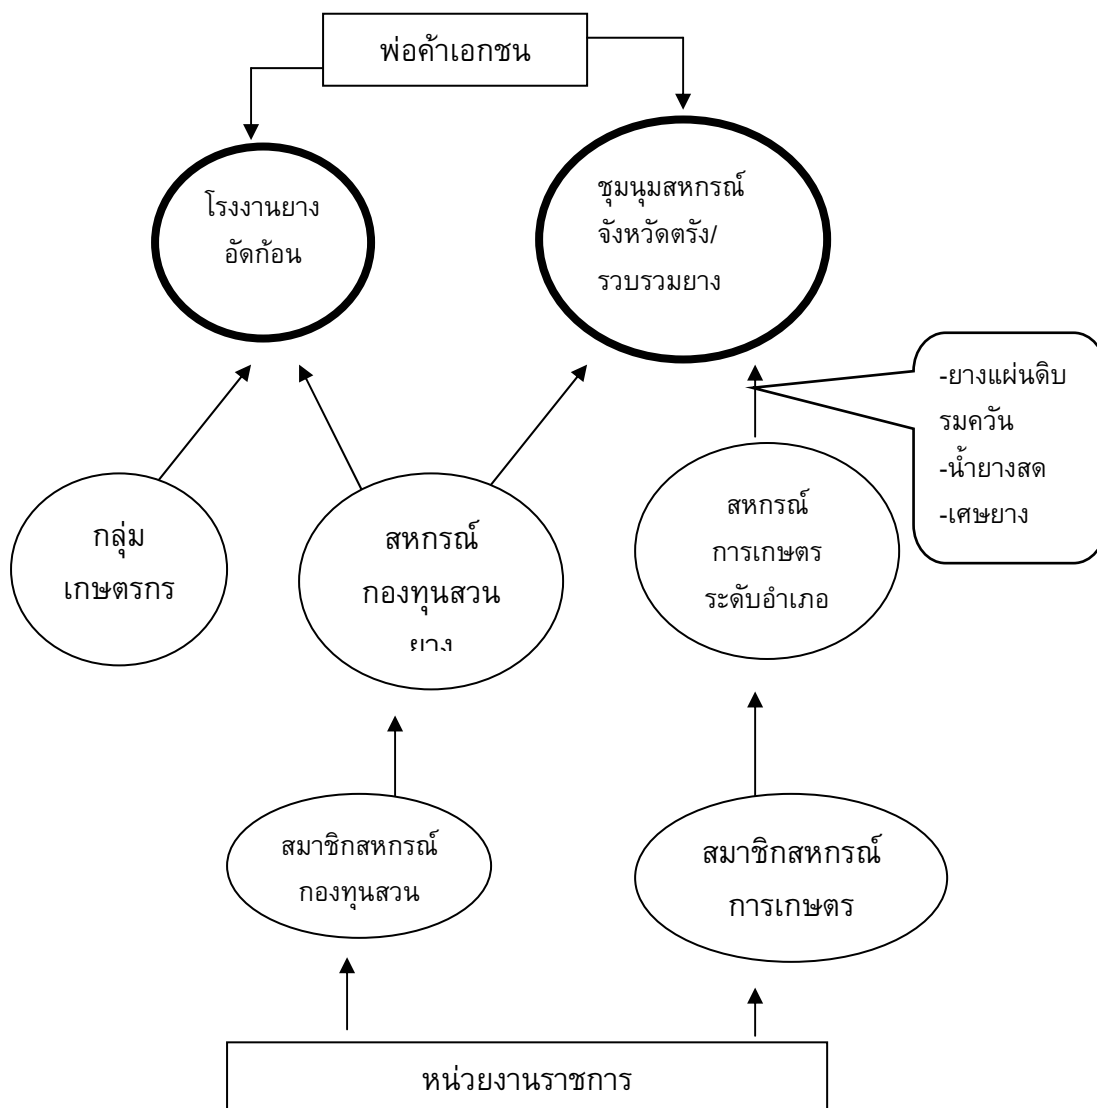 พ่อค้าเอกชน
โรงงานยาง
อัดก้อน
ชุมนุมสหกรณ์
จังหวัดตรัง/
รวบรวมยาง
-ยางแผ่นดิบ
รมควัน
-น้ำยางสด
-เศษยาง
กลุ่ม
เกษตรกร
สหกรณ์
กองทุนสวน
ยาง
สหกรณ์
การเกษตร
ระดับอำเภอ
สมาชิกสหกรณ์
กองทุนสวน
สมาชิกสหกรณ์
การเกษตร
หน่วยงานราชการ